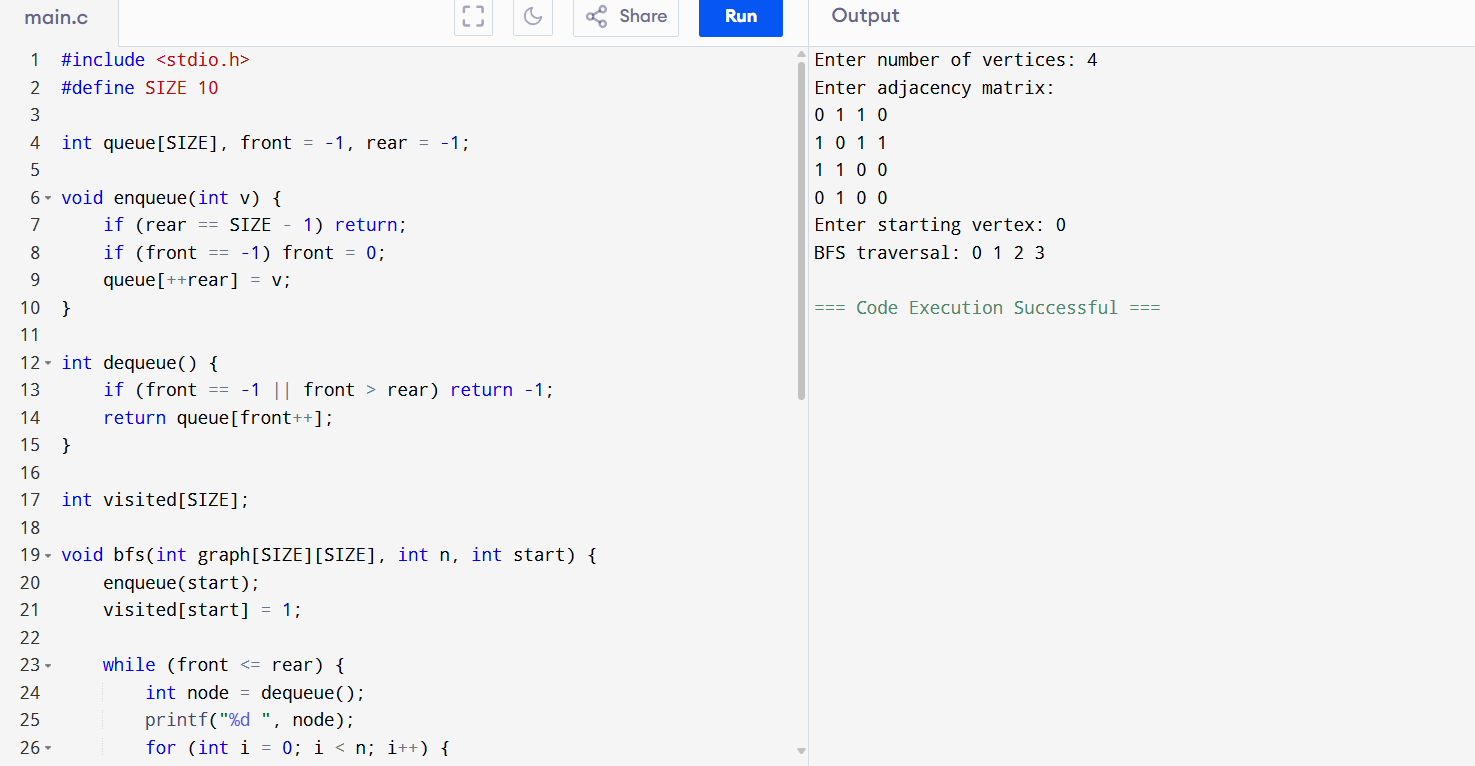 main.c
Share
Run
Output
1 #include <stdio.h>
2 #define SIZE 10
3
4 int queue[SIZE], front = -1, rear = -1;
5
6 void enqueue(int v) {
7     if (rear == SIZE - 1) return;
8     if (front == -1) front = 0;
9     queue[++rear] = v;
10 }
11
12 int dequeue() {
13     if (front == -1 || front > rear) return -1;
14     return queue[front++];
15 }
16
17 int visited[SIZE];
18
19 void bfs(int graph[SIZE][SIZE], int n, int start) {
20     enqueue(start);
21     visited[start] = 1;
22
23     while (front <= rear) {
24         int node = dequeue();
25         printf("%d ", node);
26         for (int i = 0; i < n; i++) {
Enter number of vertices: 4
Enter adjacency matrix:
0 1 1 0
1 0 1 1
1 1 0 0
0 1 0 0
Enter starting vertex: 0
BFS traversal: 0 1 2 3
=== Code Execution Successful ===